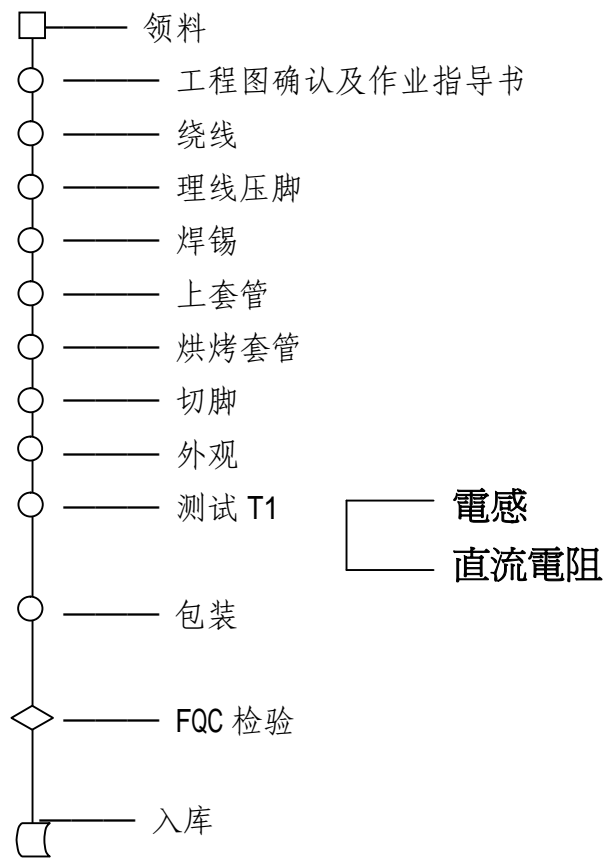 领料
工程图确认及作业指导书
绕线
理线压脚
焊锡
上套管
烘烤套管
切脚
外观
测试 T1
電感
直流電阻
包装
FQC 检验
入库